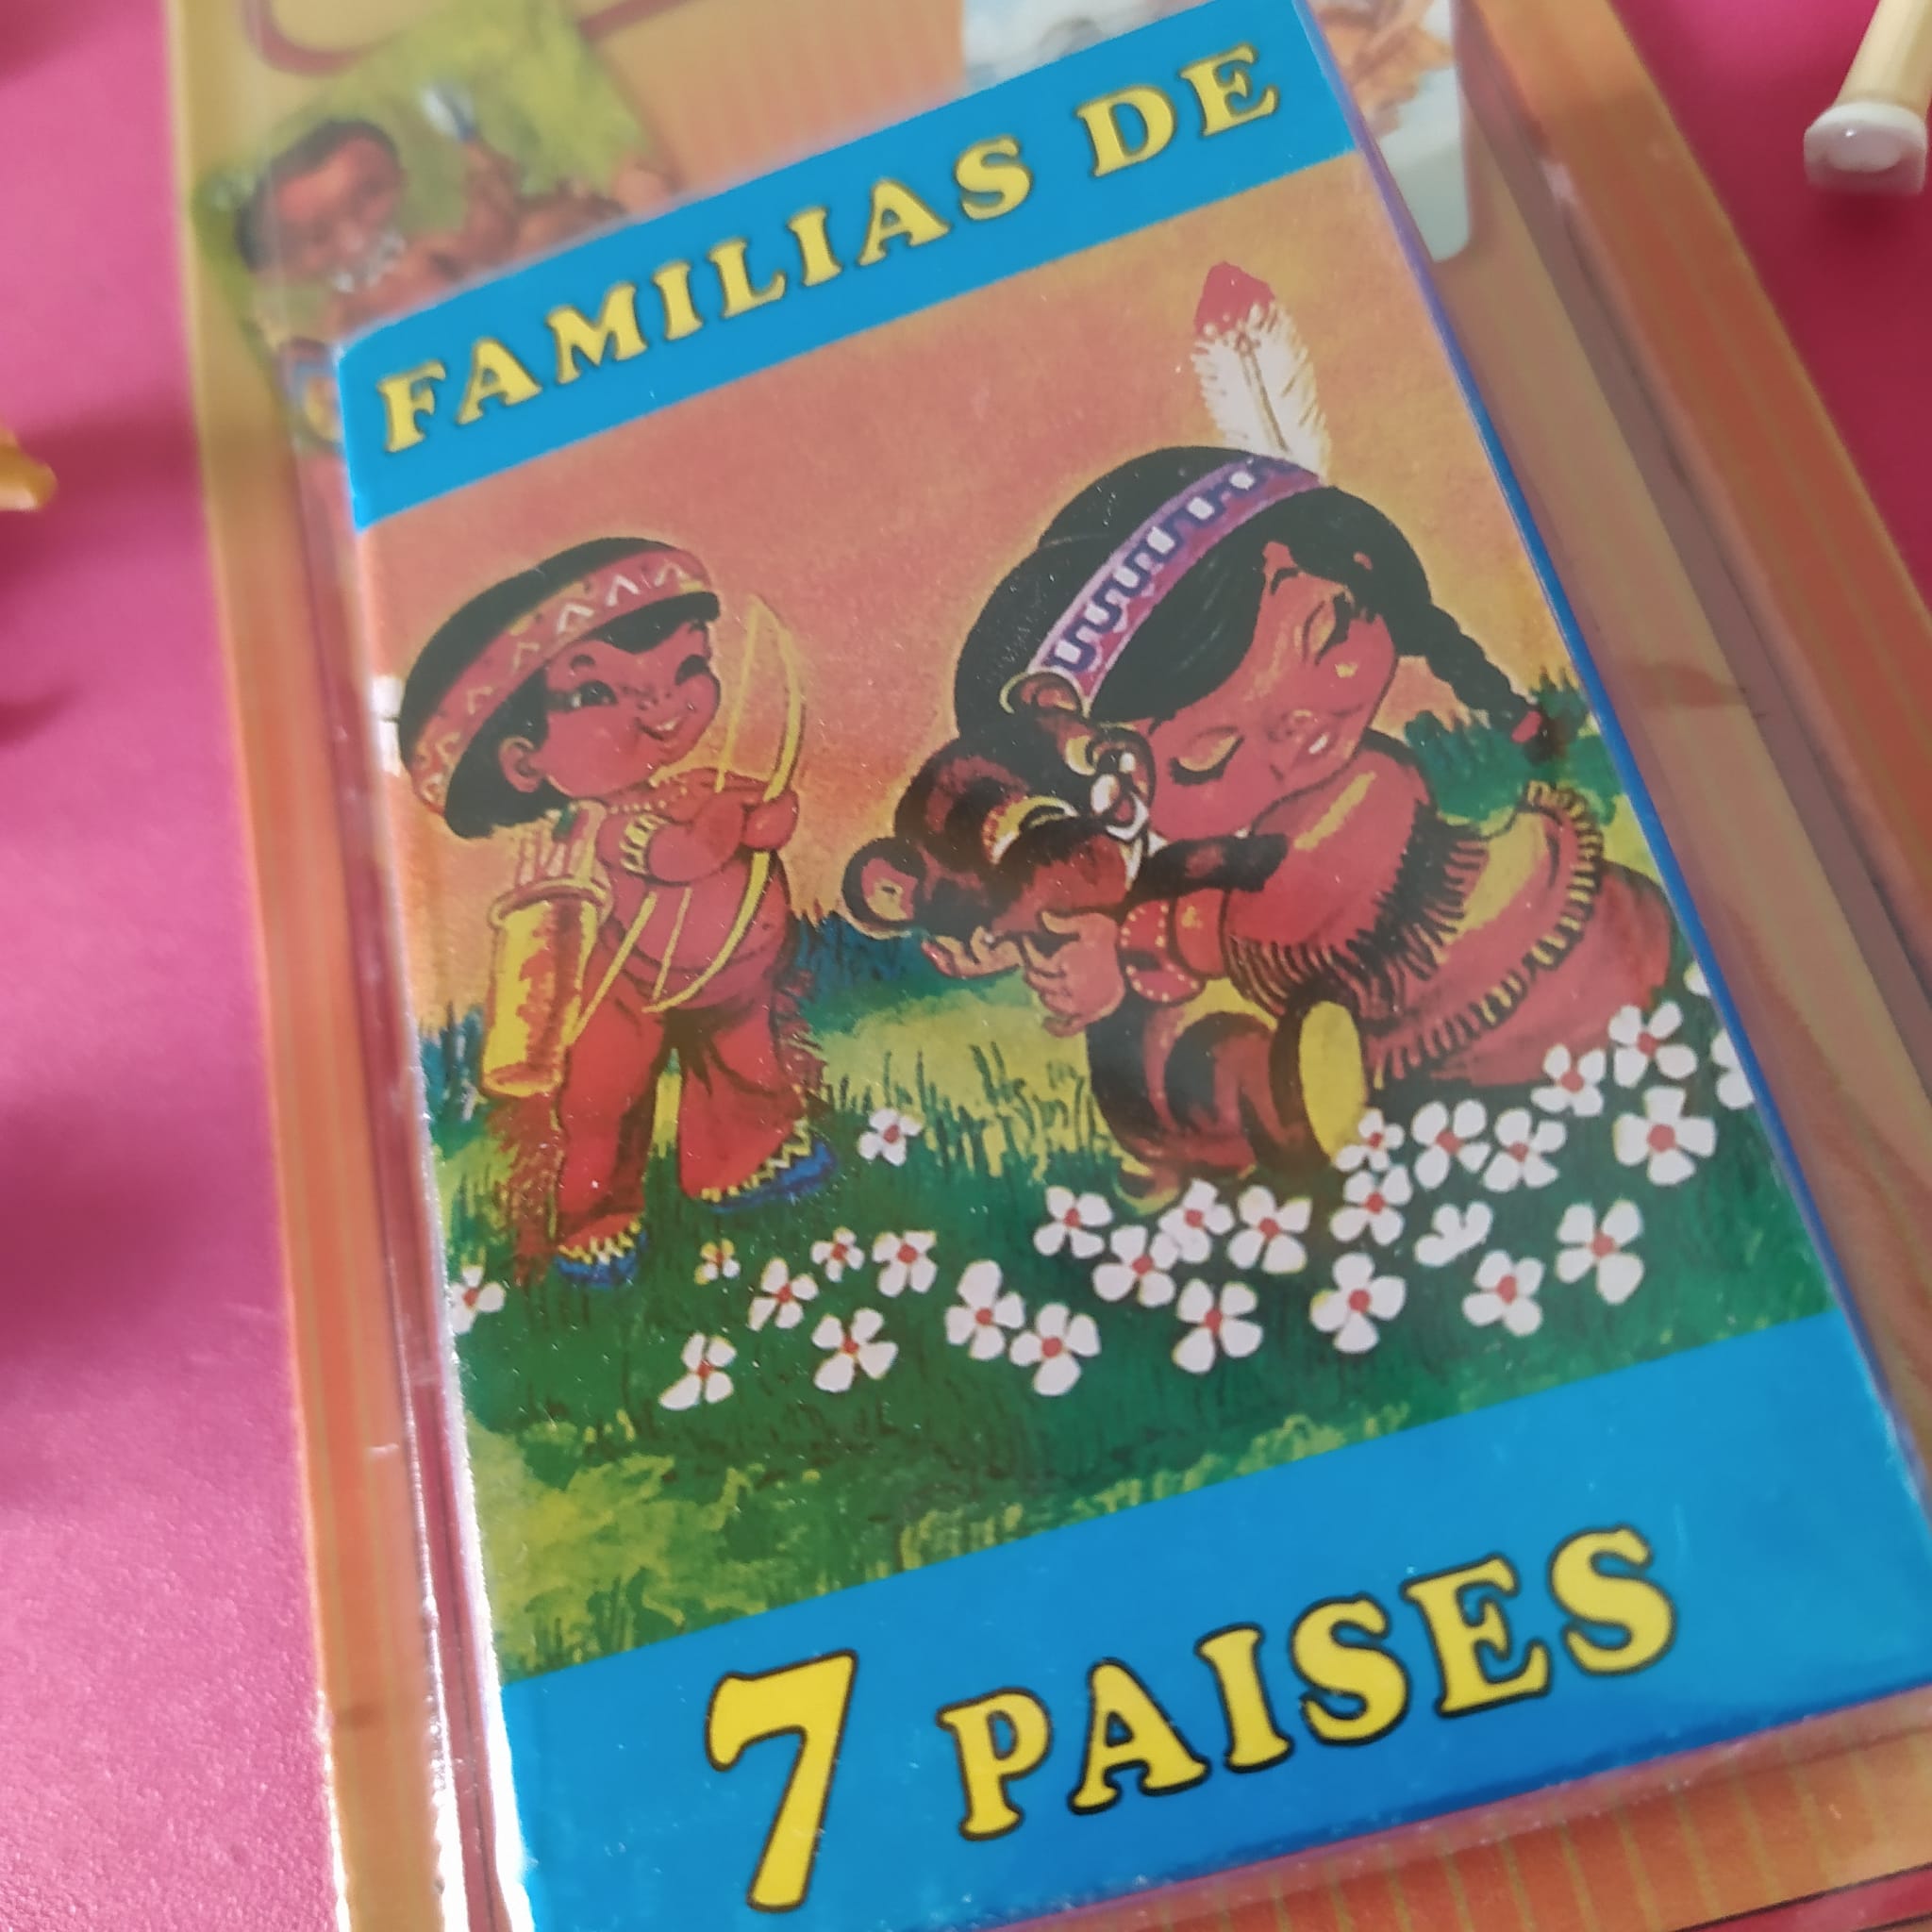 FAMILIAS DE
7 PAISES